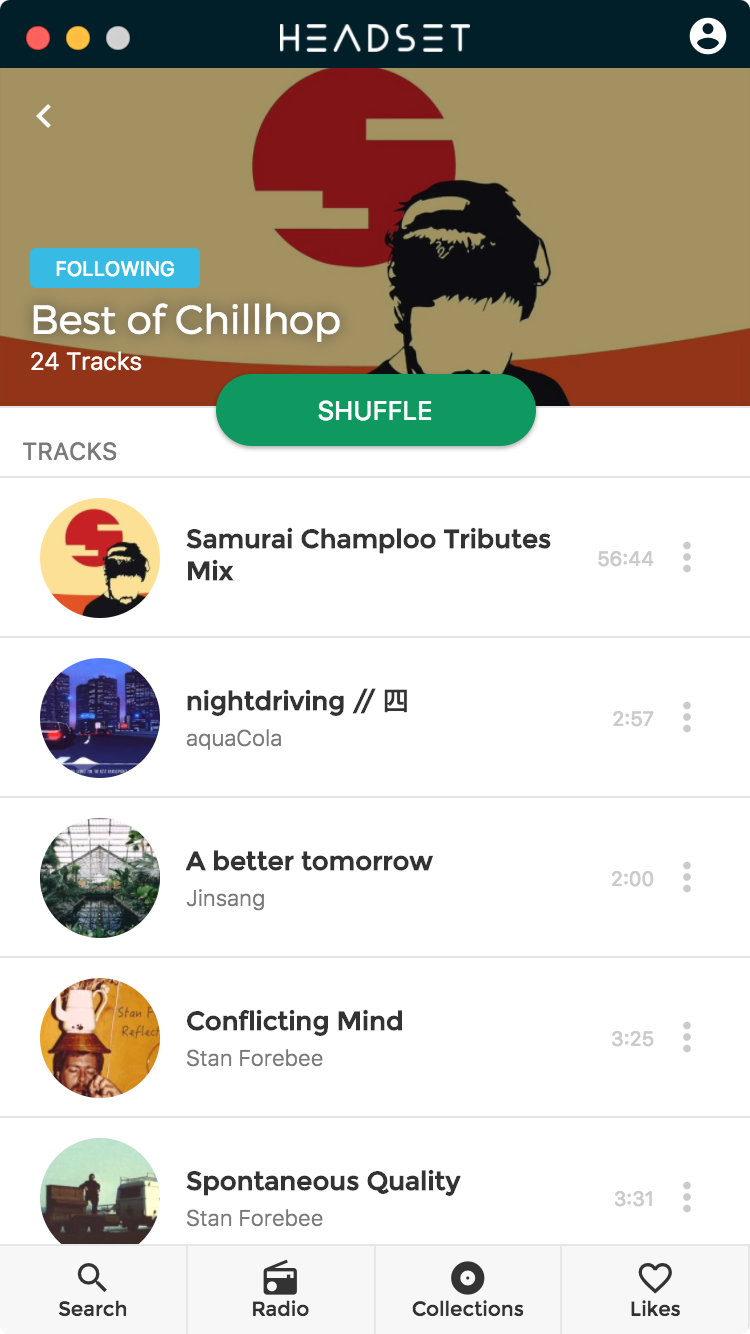 HEADSET
FOLLOWING
Best of Chillhop
24 Tracks
SHUFFLE
TRACKS
Samurai Champloo Tributes
Mix
56:44
nightdriving // 四
aquaCola
2:57
A better tomorrow
Jinsang
2:00
Stan F
Reflect
Conflicting Mind
Stan Forebee
3:25
Spontaneous Quality
Stan Forebee
3:31
Search
Radio
Collections
Likes